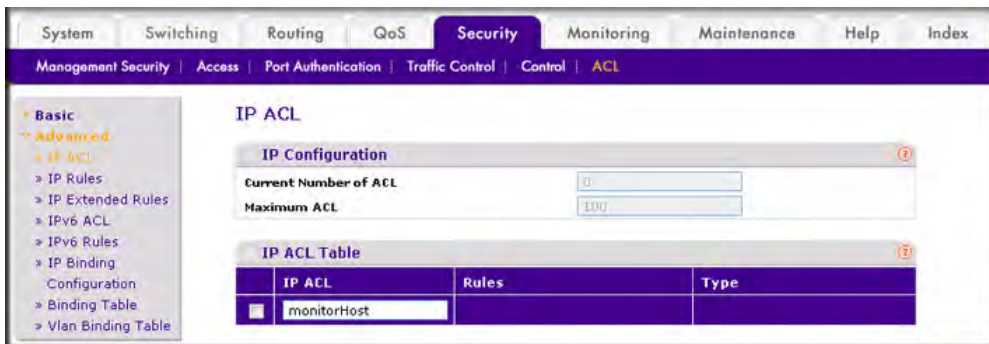 System Switching Routing QoS Security Monitoring Maintenance Help Index
Management Security | Access | Port Authentication | Traffic Control | Control | ACL
Basic
Advanced
» IP ACL
» IP Rules
» IP Extended Rules
» IPv6 ACL
» IPv6 Rules
» IP Binding
Configuration
» Binding Table
» Vlan Binding Table
IP ACL
IP Configuration
Current Number of ACL 0
Maximum ACL 100
IP ACL Table
IP ACL Rules Type
monitorHost